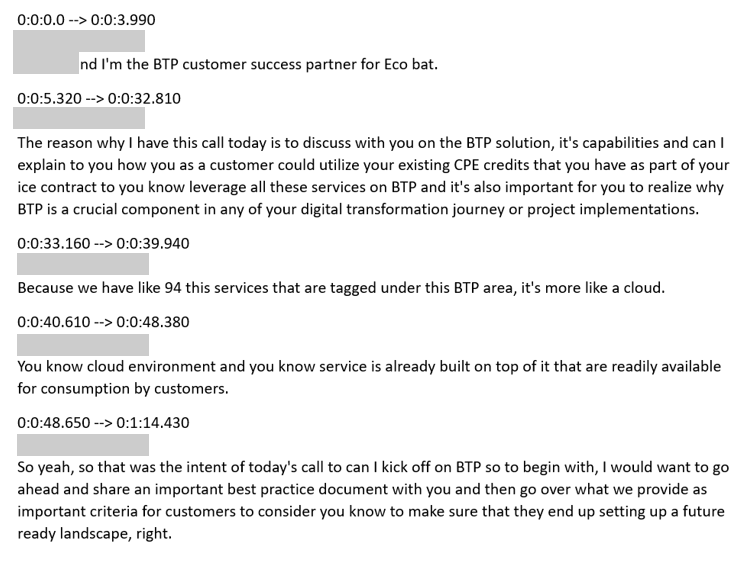 0:0:0.0 --> 0:0:3.990
nd I'm the BTP customer success partner for Eco bat.
0:0:5.320 --> 0:0:32.810
The reason why I have this call today is to discuss with you on the BTP solution, it's capabilities and can I
explain to you how you as a customer could utilize your existing CPE credits that you have as part of your
ice contract to you know leverage all these services on BTP and it's also important for you to realize why
BTP is a crucial component in any of your digital transformation journey or project implementations.
0:0:33.160 --> 0:0:39.940
Because we have like 94 this services that are tagged under this BTP area, it's more like a cloud.
0:0:40.610 --> 0:0:48.380
You know cloud environment and you know service is already built on top of it that are readily available
for consumption by customers.
0:0:48.650 --> 0:1:14.430
So yeah, so that was the intent of today's call to can I kick off on BTP so to begin with, I would want to go
ahead and share an important best practice document with you and then go over what we provide as
important criteria for customers to consider you know to make sure that they end up setting up a future
ready landscape, right.